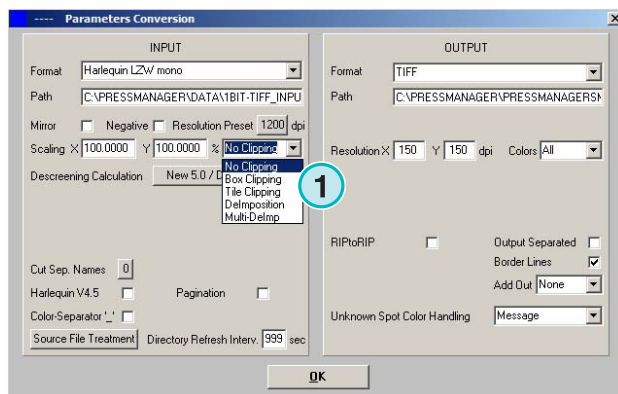 ---- Parameters Conversion
INPUT
Format Harlequin LZW mono
Path C:\PRESSMANAGER\DATA\1BIT-TIFF_INPU
Mirror Negative Resolution Preset 1200 dpi
Scaling X 100.0000 Y 100.0000 % No Clipping
No Clipping
Box Clipping
Tile Clipping
DeImposition
Multi-DeImp
Descreening Calculation New 5.0 / D
1
Cut Sep. Names 0
Harlequin V4.5 Pagination
Color-Separator '_'
Source File Treatment Directory Refresh Interv. 999 sec
OUTPUT
Format TIFF
Path C:\PRESSMANAGER\PRESSMANAGERSM
Resolution X 150 Y 150 dpi Colors All
RIPtoRIP Output Separated
Border Lines
Add Out None
Unknown Spot Color Handling Message
OK